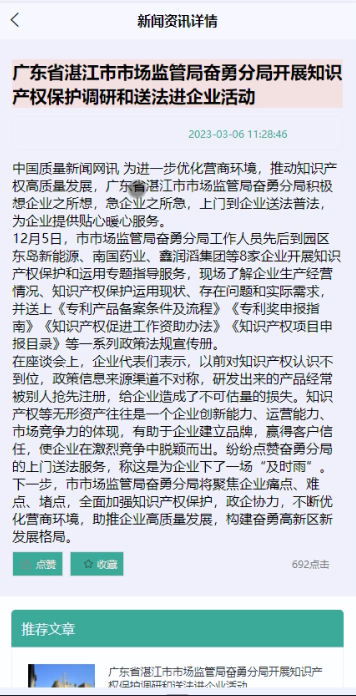 新闻资讯详情
广东省湛江市市场监管局奋勇分局开展知识
产权保护调研和送法进企业活动
2023-03-06 11:28:46
中国质量新闻网讯 为进一步优化营商环境，推动知识产
权高质量发展，广东省湛江市市场监管局奋勇分局积极
想企业之所想，急企业之所急，上门到企业送法普法，
为企业提供贴心暖心服务。
12月5日，市市场监管局奋勇分局工作人员先后到园区
东岛新能源、南国药业、鑫润滔集团等8家企业开展知识
产权保护和运用专题指导服务，现场了解企业生产经营
情况、知识产权保护运用现状、存在问题和实际需求，
并送上《专利产品备案条件及流程》《专利奖申报指
南》《知识产权促进工作资助办法》《知识产权项目申
报目录》等一系列政策法规宣传册。
在座谈会上，企业代表们表示，以前对知识产权认识不
到位，政策信息来源渠道不对称，研发出来的产品经常
被别人抢先注册，给企业造成了不可估量的损失。知识
产权等无形资产往往是一个企业创新能力、运营能力、
市场竞争力的体现，有助于企业建立品牌，赢得客户信
任，使企业在激烈竞争中脱颖而出。纷纷点赞奋勇分局
的上门送法服务，称这是为企业下了一场“及时雨”。
下一步，市市场监管局奋勇分局将聚焦企业痛点、难
点、堵点，全面加强知识产权保护，政企协力，不断优
化营商环境，助推企业高质量发展，构建奋勇高新区新
发展格局。
点赞 收藏 692点击
推荐文章
广东省湛江市市场监管局奋勇分局开展知识产
权保护调研和送法进企业活动